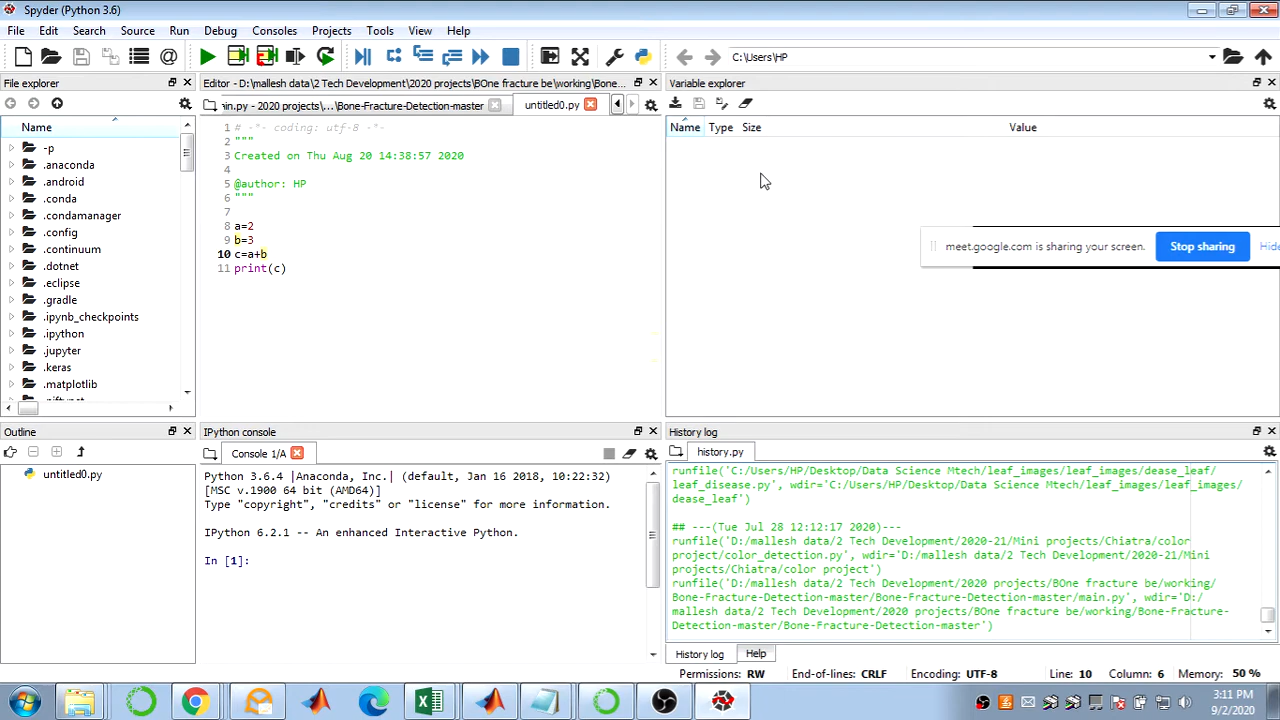 Spyder (Python 3.6)
File Edit Search Source Run Debug Consoles Projects Tools View Help
C:\Users\HP
File explorer
Name
-p
.anaconda
.android
.conda
.condamanager
.config
.continuum
.dotnet
.eclipse
.gradle
.ipynb_checkpoints
.ipython
.jupyter
.keras
.matplotlib
Editor - D:\mallesh data\2 Tech Development\2020 projects\BOne fracture be\working\Bone...
ain.py - 2020 projects\...\Bone-Fracture-Detection-master
untitled0.py
1 # -*- coding: utf-8 -*-
2 """
3 Created on Thu Aug 20 14:38:57 2020
4
5 @author: HP
6 """
7
8 a=2
9 b=3
10 c=a+b
11 print(c)
Variable explorer
Name Type Size Value
meet.google.com is sharing your screen. Stop sharing Hide
Outline
untitled0.py
IPython console
Console 1/A
Python 3.6.4 |Anaconda, Inc.| (default, Jan 16 2018, 10:22:32)
[MSC v.1900 64 bit (AMD64)]
Type "copyright", "credits" or "license" for more information.
IPython 6.2.1 -- An enhanced Interactive Python.
In [1]:
History log
history.py
runfile('C:/Users/HP/Desktop/Data Science Mtech/leaf_images/leaf_images/dease_leaf/
leaf_disease.py', wdir='C:/Users/HP/Desktop/Data Science Mtech/leaf_images/leaf_images/
dease_leaf')
## ---(Tue Jul 28 12:12:17 2020)---
runfile('D:/mallesh data/2 Tech Development/2020-21/Mini projects/Chiatra/color
project/color_detection.py', wdir='D:/mallesh data/2 Tech Development/2020-21/Mini
projects/Chiatra/color project')
runfile('D:/mallesh data/2 Tech Development/2020 projects/BOne fracture be/working/
Bone-Fracture-Detection-master/Bone-Fracture-Detection-master/main.py', wdir='D:/
mallesh data/2 Tech Development/2020 projects/BOne fracture be/working/Bone-Fracture-
Detection-master/Bone-Fracture-Detection-master')
History log Help
Permissions: RW End-of-lines: CRLF Encoding: UTF-8 Line: 10 Column: 6 Memory: 50 %
3:11 PM
9/2/2020